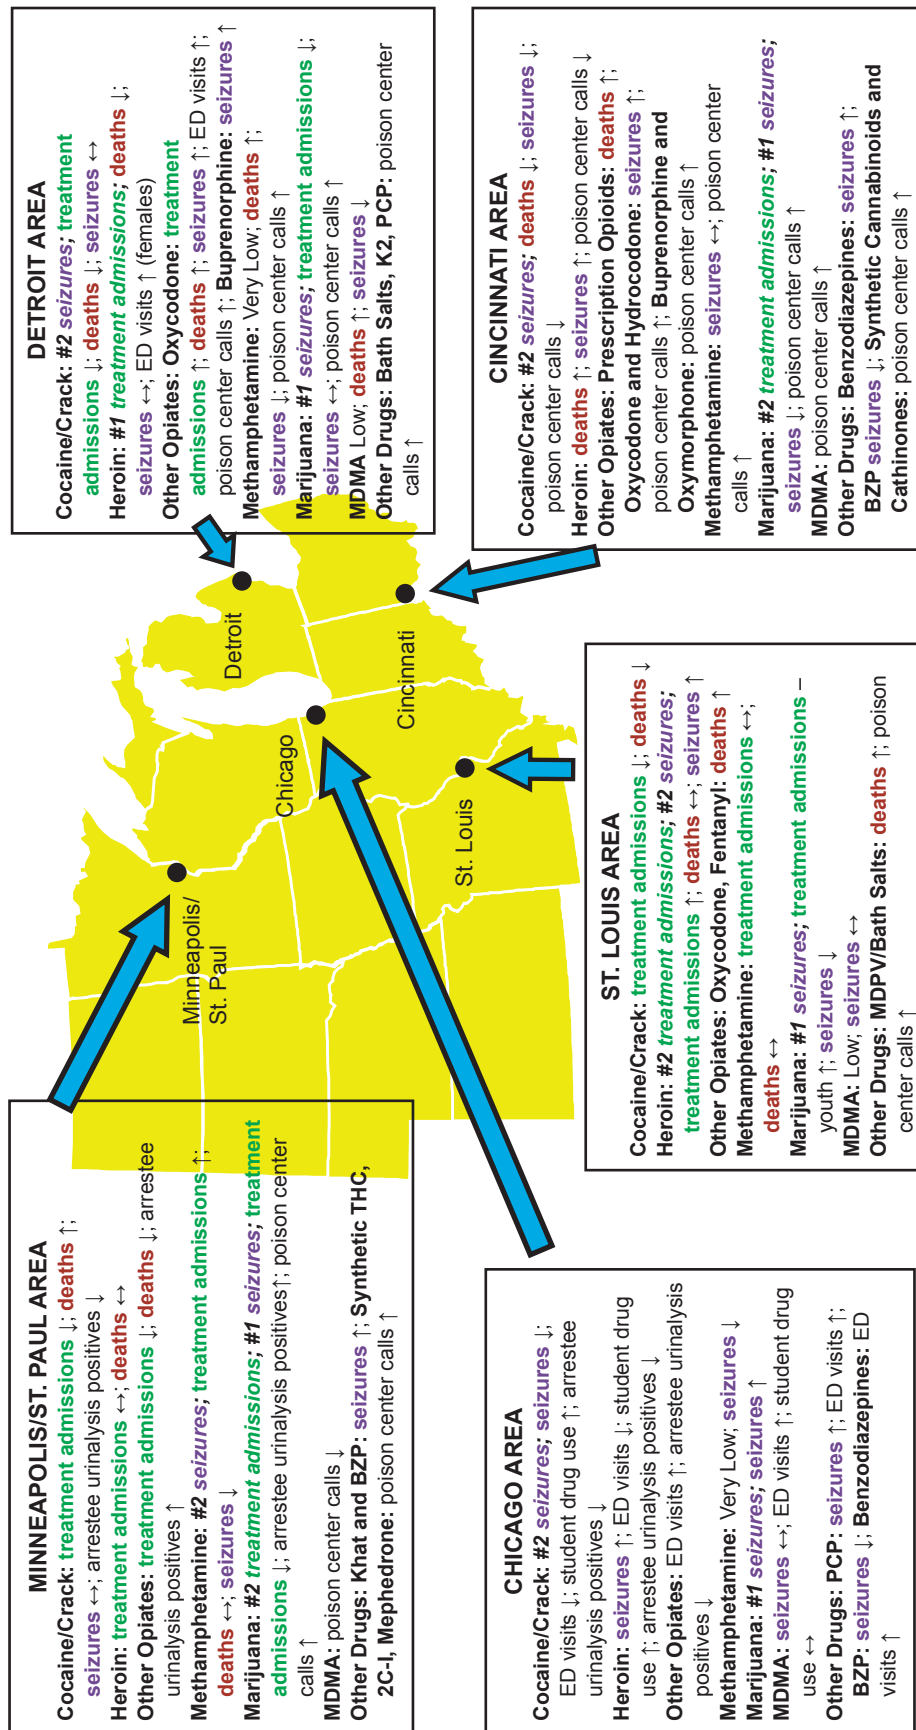 MINNEAPOLIS/ST. PAUL AREA
Cocaine/Crack: treatment admissions ↓; deaths ↑;
seizures ↔; arrestee urinalysis positives ↓
Heroin: treatment admissions ↔; deaths ↔
Other Opiates: treatment admissions ↓; deaths ↓; arrestee
urinalysis positives ↑
Methamphetamine: #2 seizures; treatment admissions ↑;
deaths ↔; seizures ↓
Marijuana: #2 treatment admissions; #1 seizures; treatment
admissions ↓; arrestee urinalysis positives↑; poison center
calls ↑
MDMA: poison center calls ↓
Other Drugs: Khat and BZP: seizures ↑; Synthetic THC,
2C-I, Mephedrone: poison center calls ↑
DETROIT AREA
Cocaine/Crack: #2 seizures; treatment
admissions ↓; deaths ↓; seizures ↔
Heroin: #1 treatment admissions; deaths ↓;
seizures ↔; ED visits ↑ (females)
Other Opiates: Oxycodone: treatment
admissions ↑; deaths ↑; seizures ↑; ED visits ↑;
poison center calls ↑; Buprenorphine: seizures ↑
Methamphetamine: Very Low; deaths ↑;
seizures ↓; poison center calls ↑
Marijuana: #1 seizures; treatment admissions ↓;
seizures ↔; poison center calls ↑
MDMA Low; deaths ↑; seizures ↓
Other Drugs: Bath Salts, K2, PCP: poison center
calls ↑
Minneapolis/
St. Paul
Detroit
Chicago
Cincinnati
St. Louis
CHICAGO AREA
Cocaine/Crack: #2 seizures; seizures ↓;
ED visits ↓; student drug use ↑; arrestee
urinalysis positives ↓
Heroin: seizures ↑; ED visits ↓; student drug
use ↑; arrestee urinalysis positives ↓
Other Opiates: ED visits ↑; arrestee urinalysis
positives ↓
Methamphetamine: Very Low; seizures ↓
Marijuana: #1 seizures; seizures ↑
MDMA: seizures ↔; ED visits ↑; student drug
use ↔
Other Drugs: PCP: seizures ↑; ED visits ↑;
BZP: seizures ↓; Benzodiazepines: ED
visits ↑
ST. LOUIS AREA
Cocaine/Crack: treatment admissions ↓; deaths ↓
Heroin: #2 treatment admissions; #2 seizures;
treatment admissions ↑; deaths ↔; seizures ↑
Other Opiates: Oxycodone, Fentanyl: deaths ↑
Methamphetamine: treatment admissions ↔;
deaths ↔
Marijuana: #1 seizures; treatment admissions –
youth ↑; seizures ↓
MDMA: Low; seizures ↔
Other Drugs: MDPV/Bath Salts: deaths ↑; poison
center calls ↑
CINCINNATI AREA
Cocaine/Crack: #2 seizures; deaths ↓; seizures ↓;
poison center calls ↓
Heroin: deaths ↑; seizures ↑; poison center calls ↓
Other Opiates: Prescription Opioids: deaths ↑;
Oxycodone and Hydrocodone: seizures ↑;
poison center calls ↑; Buprenorphine and
Oxymorphone: poison center calls ↑
Methamphetamine: seizures ↔; poison center
calls ↑
Marijuana: #2 treatment admissions; #1 seizures;
seizures ↓; poison center calls ↑
MDMA: poison center calls ↑
Other Drugs: Benzodiazepines: seizures ↑;
BZP seizures ↓; Synthetic Cannabinoids and
Cathinones: poison center calls ↑